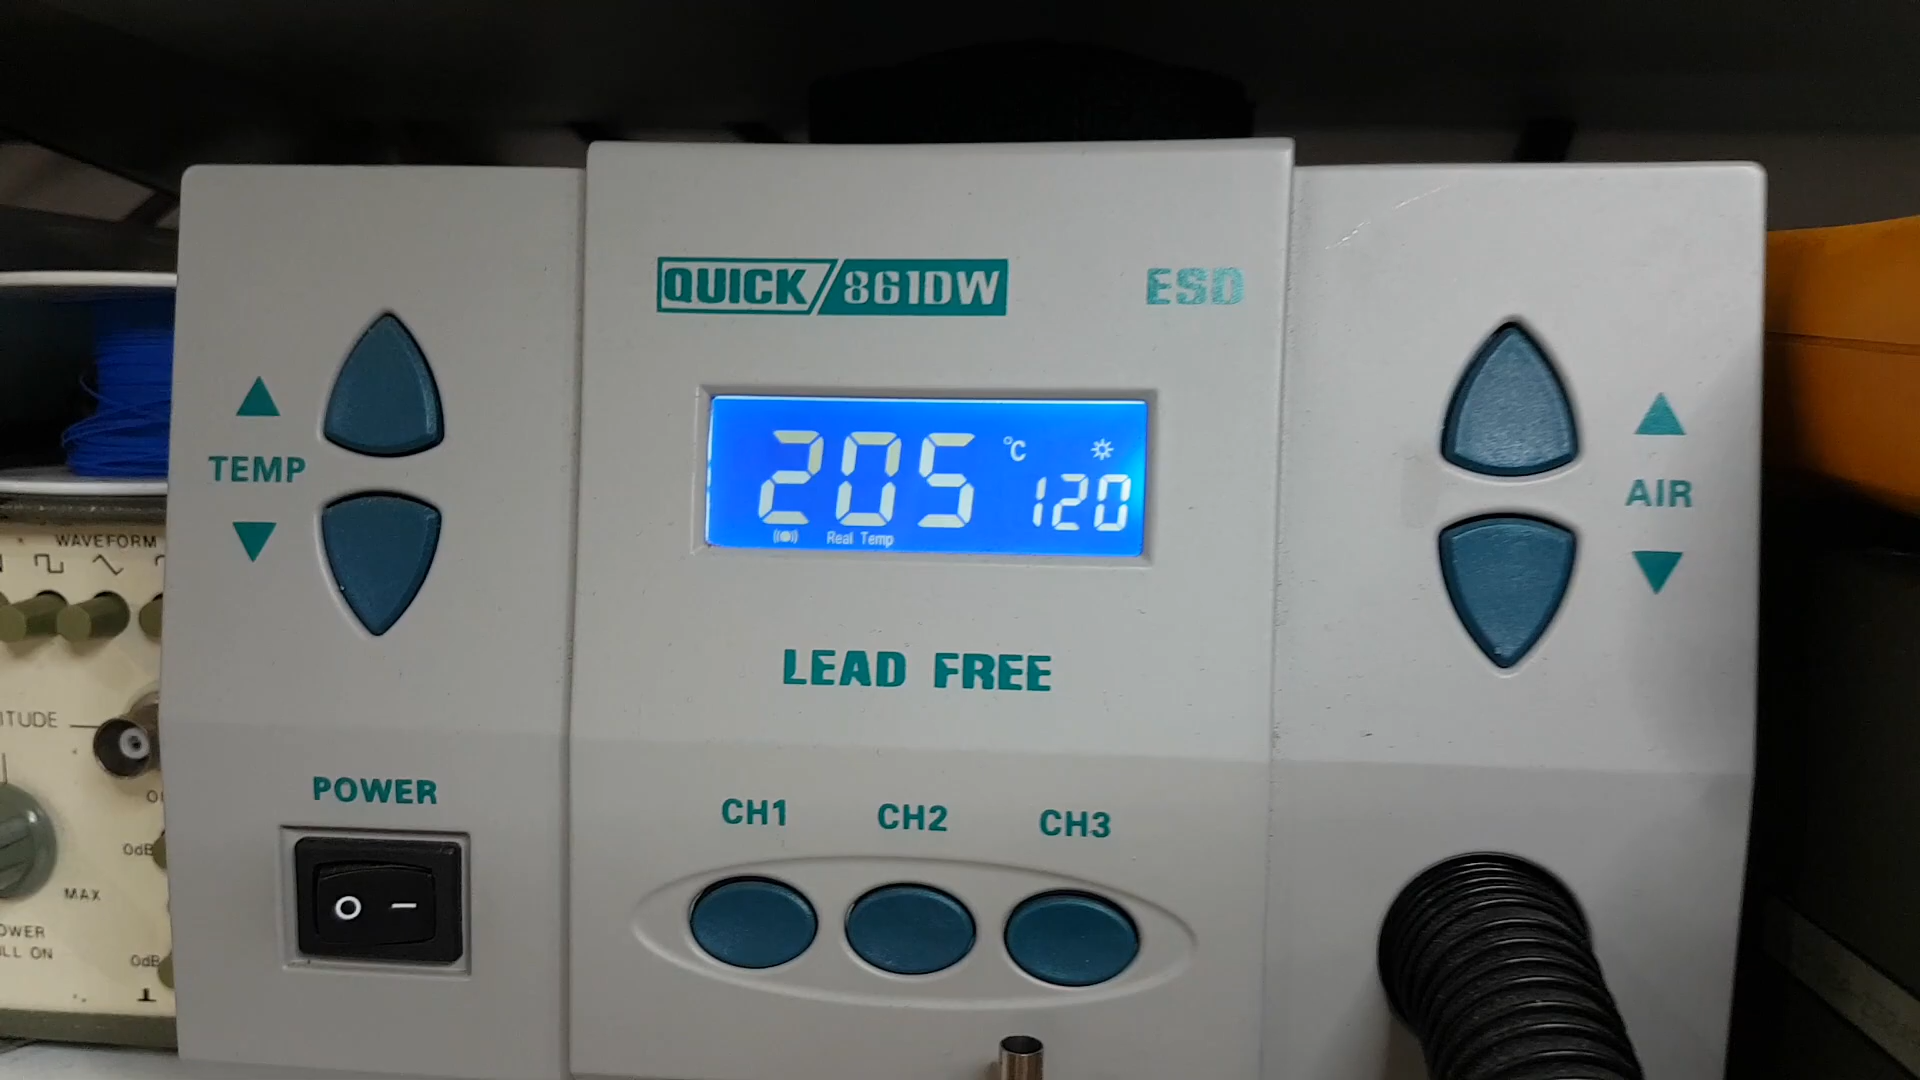 QUICK 861DW ESD
205 °C 120
Real Temp
TEMP
AIR
LEAD FREE
POWER
CH1 CH2 CH3
WAVEFORM
ITUDE
0dB
MAX
OWER
LL ON
0dB